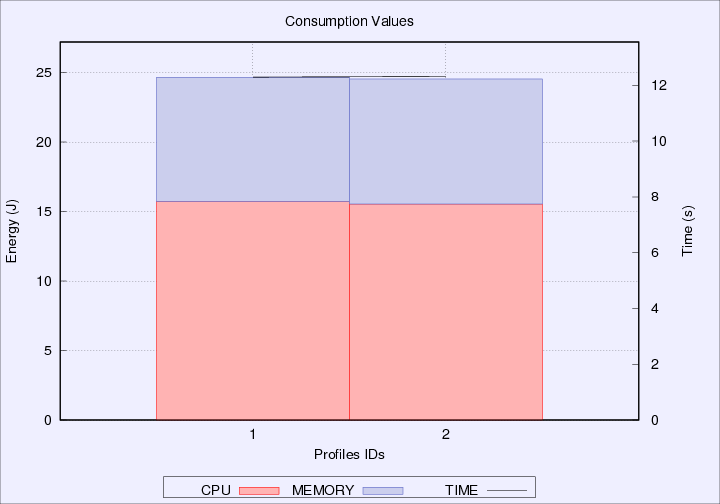 Consumption Values
25
20
15
10
5
0
Energy (J)
12
10
8
6
4
2
0
Time (s)
1 2
Profiles IDs
CPU MEMORY TIME